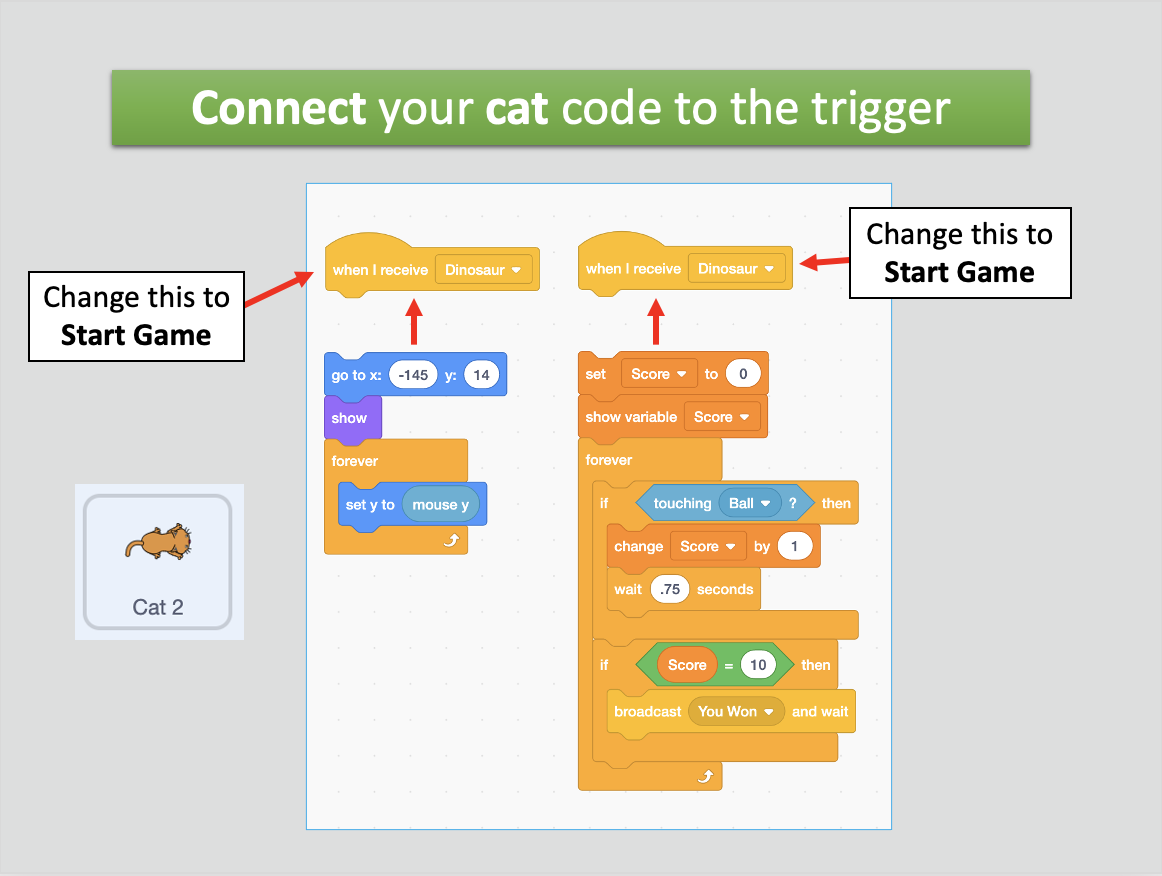 Connect your cat code to the trigger
Change this to
Start Game
when I receive Dinosaur
go to x: -145 y: 14
show
forever
set y to mouse y
Cat 2
Change this to
Start Game
when I receive Dinosaur
set Score to 0
show variable Score
forever
if touching Ball ? then
change Score by 1
wait .75 seconds
if Score = 10 then
broadcast You Won and wait